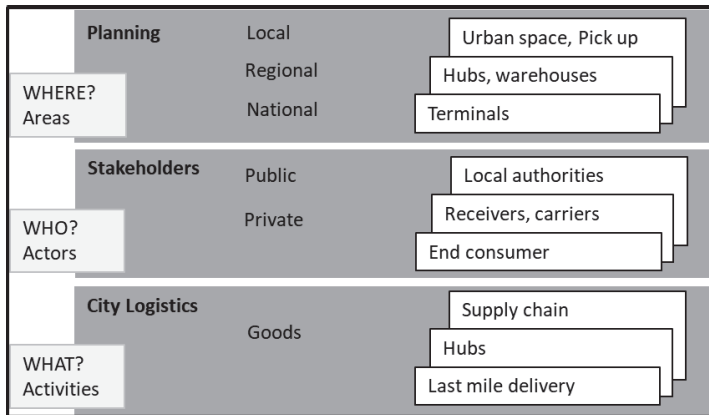 Planning
Local
Urban space, Pick up
Regional
Hubs, warehouses
WHERE?
Areas
National
Terminals
Stakeholders
Public
Local authorities
Private
Receivers, carriers
WHO?
Actors
End consumer
City Logistics
Supply chain
Goods
Hubs
WHAT?
Activities
Last mile delivery